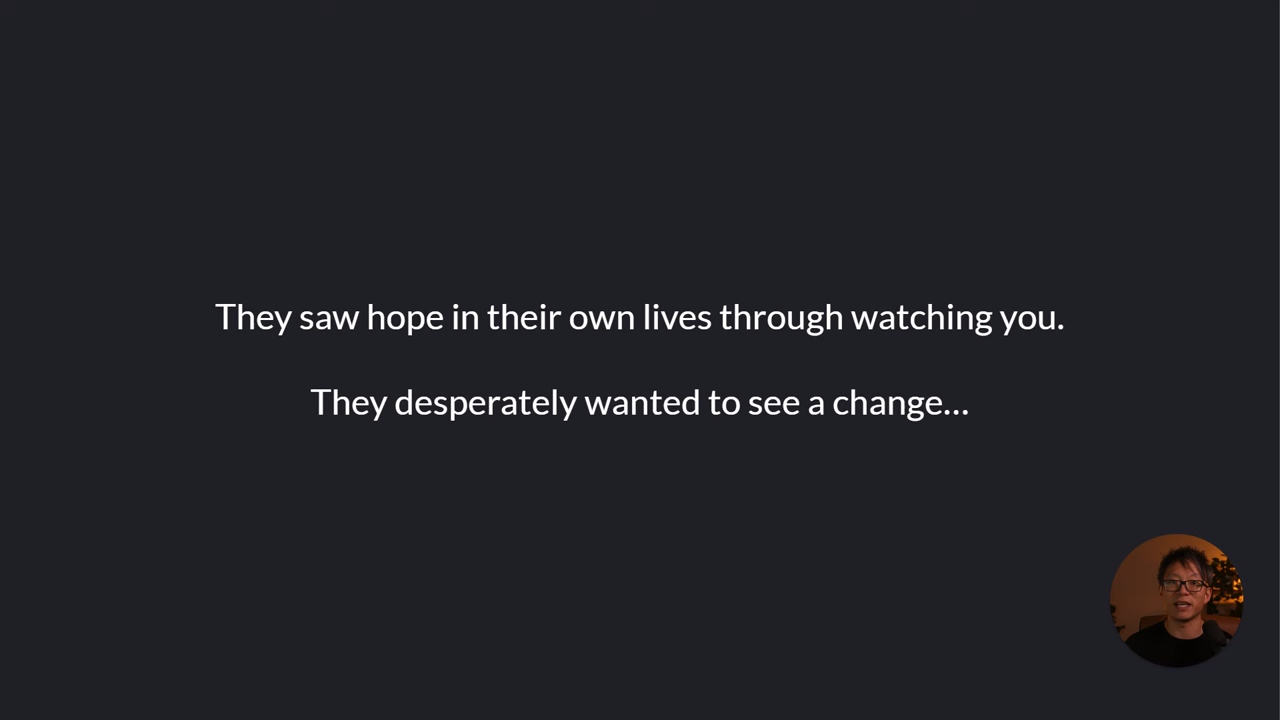 They saw hope in their own lives through watching you.
They desperately wanted to see a change...